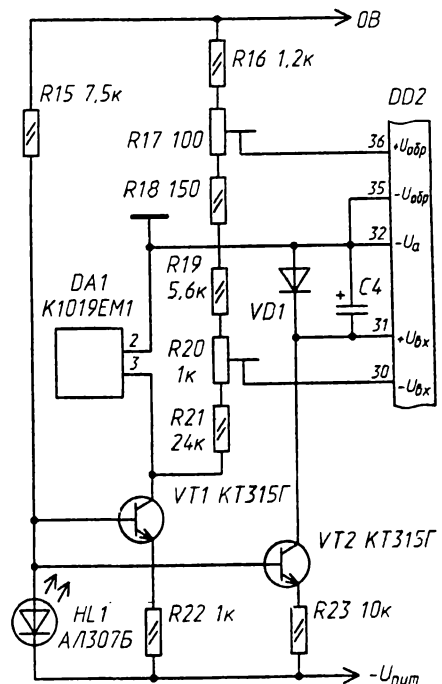 0В
R16 1,2к
R15 7,5к
DD2
R17 100
36
+Uобр
R18 150
35
-Uобр
32
-Uа
DA1
К1019ЕМ1
R19
5,6к
VD1
+
C4
2
3
31
+Uвх
R20
1к
30
-Uвх
R21
24к
VT1 КТ315Г
VT2 КТ315Г
HL1
АЛ307Б
R22 1к
R23 10к
-Uпит